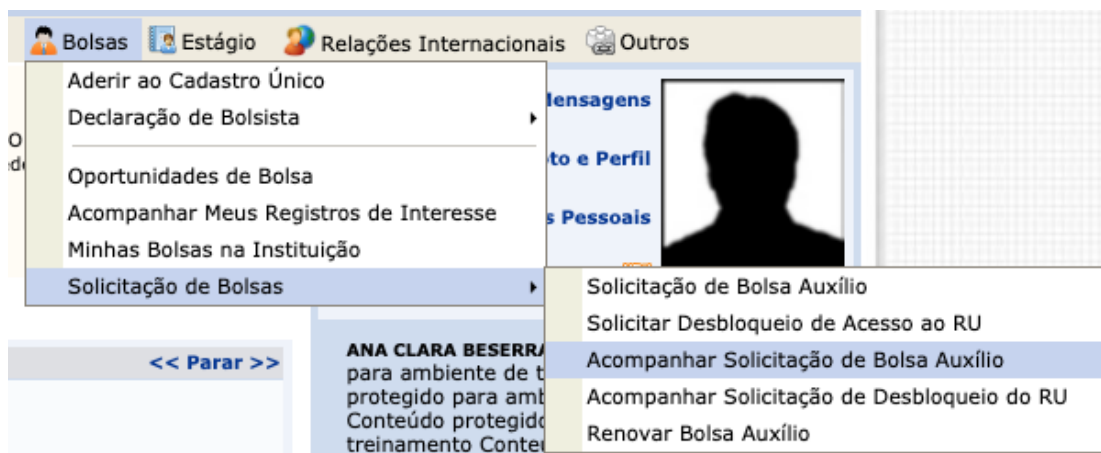 Bolsas Estágio Relações Internacionais Outros
Aderir ao Cadastro Único
Declaração de Bolsista
Oportunidades de Bolsa
Acompanhar Meus Registros de Interesse
Minhas Bolsas na Instituição
Solicitação de Bolsas
to e Perfil
s Pessoais
Solicitação de Bolsa Auxílio
Solicitar Desbloqueio de Acesso ao RU
Acompanhar Solicitação de Bolsa Auxílio
Acompanhar Solicitação de Desbloqueio do RU
Renovar Bolsa Auxílio
<< Parar >>
ANA CLARA BESERRA
para ambiente de t
protegido para amb
Conteúdo protegido
treinamento Conte